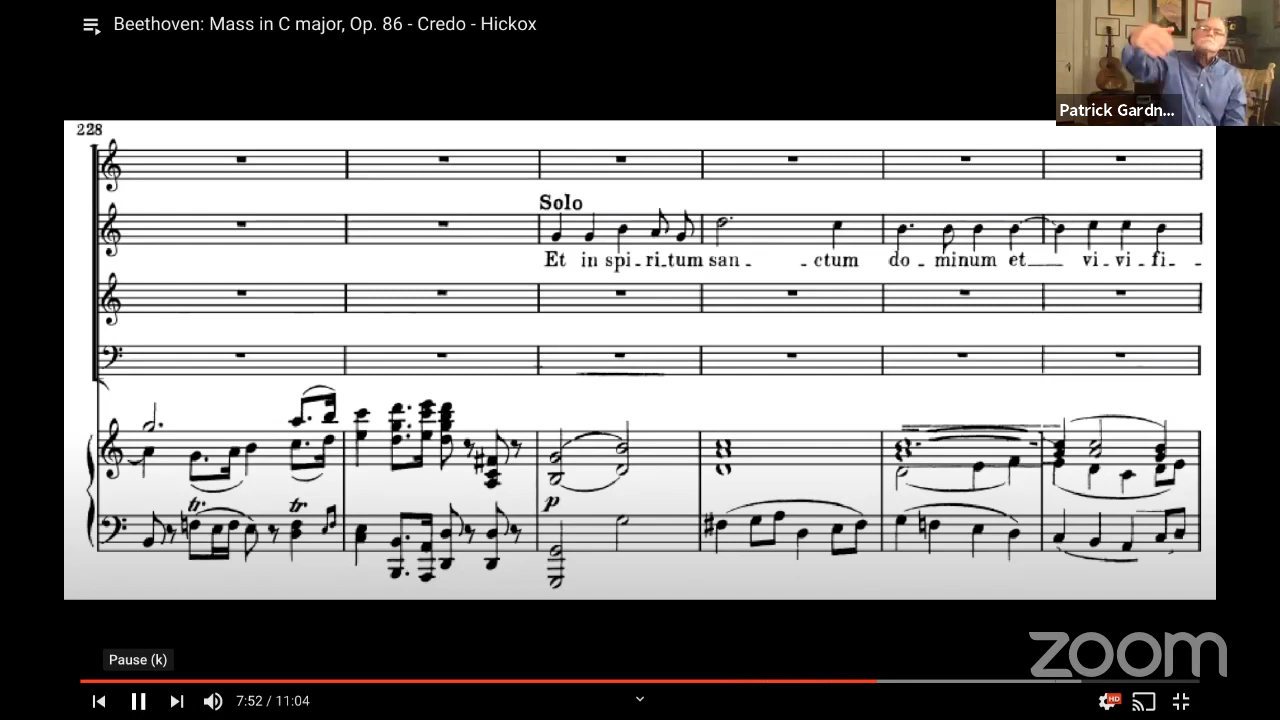 Beethoven: Mass in C major, Op. 86 - Credo - Hickox
Patrick Gardn...
228
Solo
Et in spi - ri - tum san - - ctum do - minum et vi - vi - fi -
tr. tr.
p
Pause (k)
zoom
7:52 / 11:04
HD